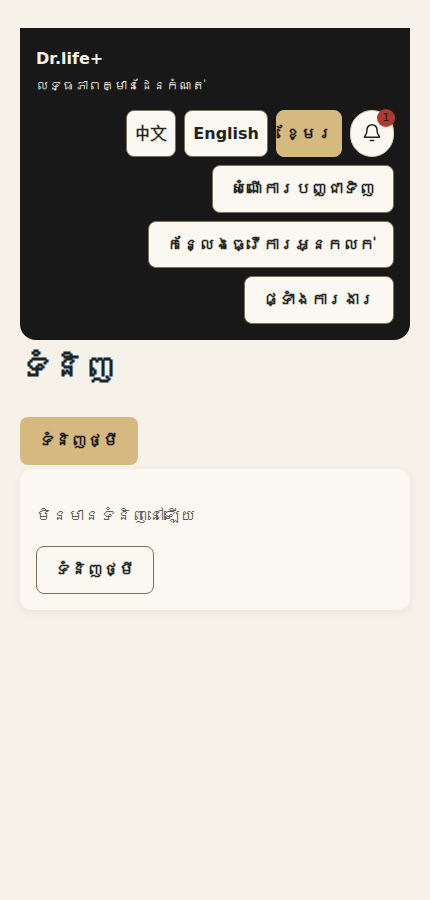 Dr.life+
លទ្ធភាពគ្មានដែនកំណត់
中文 English ខ្មែរ 1
សំណើការបញ្ជាទិញ
កន្លែងធ្វើការអ្នកលក់
ផ្ទាំងការងារ
ទំនិញ
ទំនិញថ្មី
មិនមានទំនិញនៅឡើយ
ទំនិញថ្មី